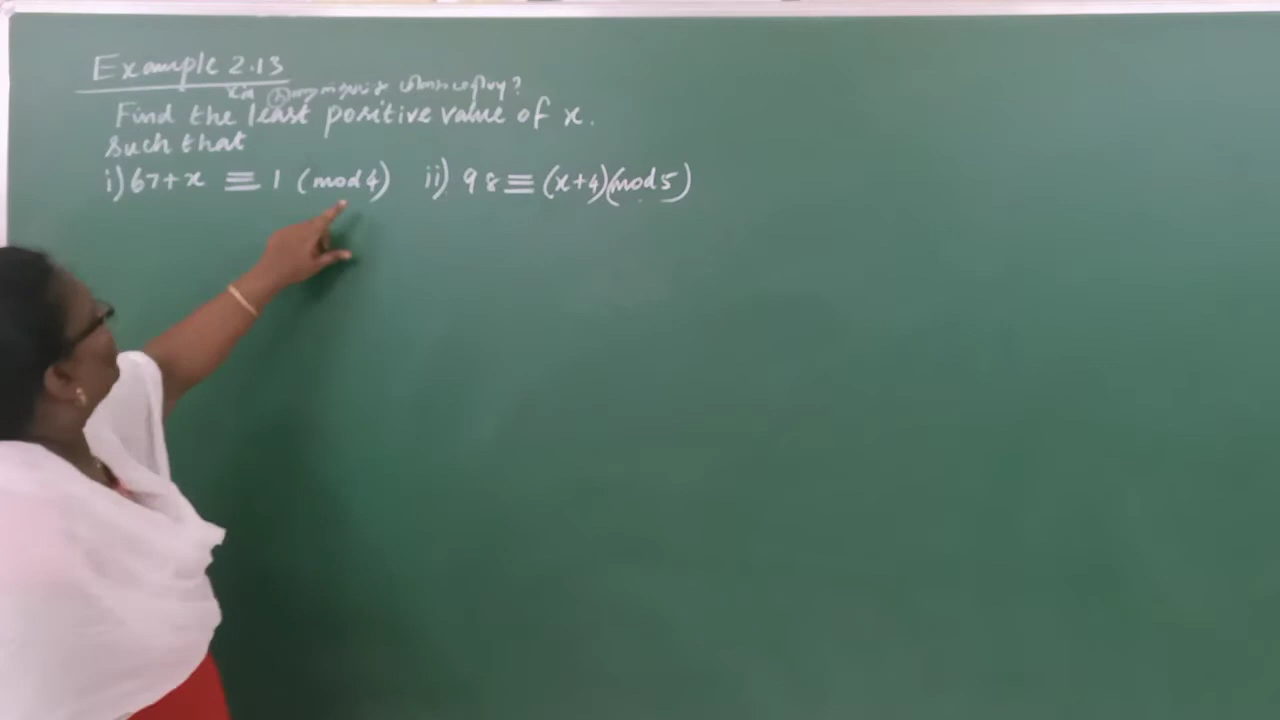 Example 2.13
Find the least positive value of x.
such that
i) 67+x ≡ 1 (mod 4) ii) 98 ≡ (x+4)(mod 5)